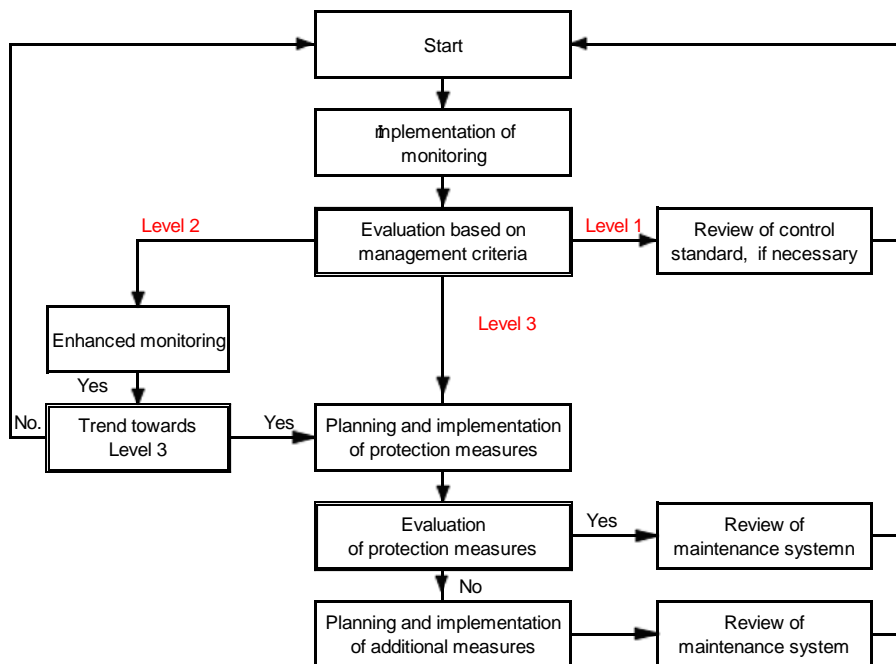 Start
Implementation of
monitoring
Level 2
Evaluation based on
management criteria
Level 1
Review of control
standard, if necessary
Level 3
Enhanced monitoring
Yes
No.
Trend towards
Level 3
Yes
Planning and implementation
of protection measures
Evaluation
of protection measures
Yes
Review of
maintenance systemn
No
Planning and implementation
of additional measures
Review of
maintenance system